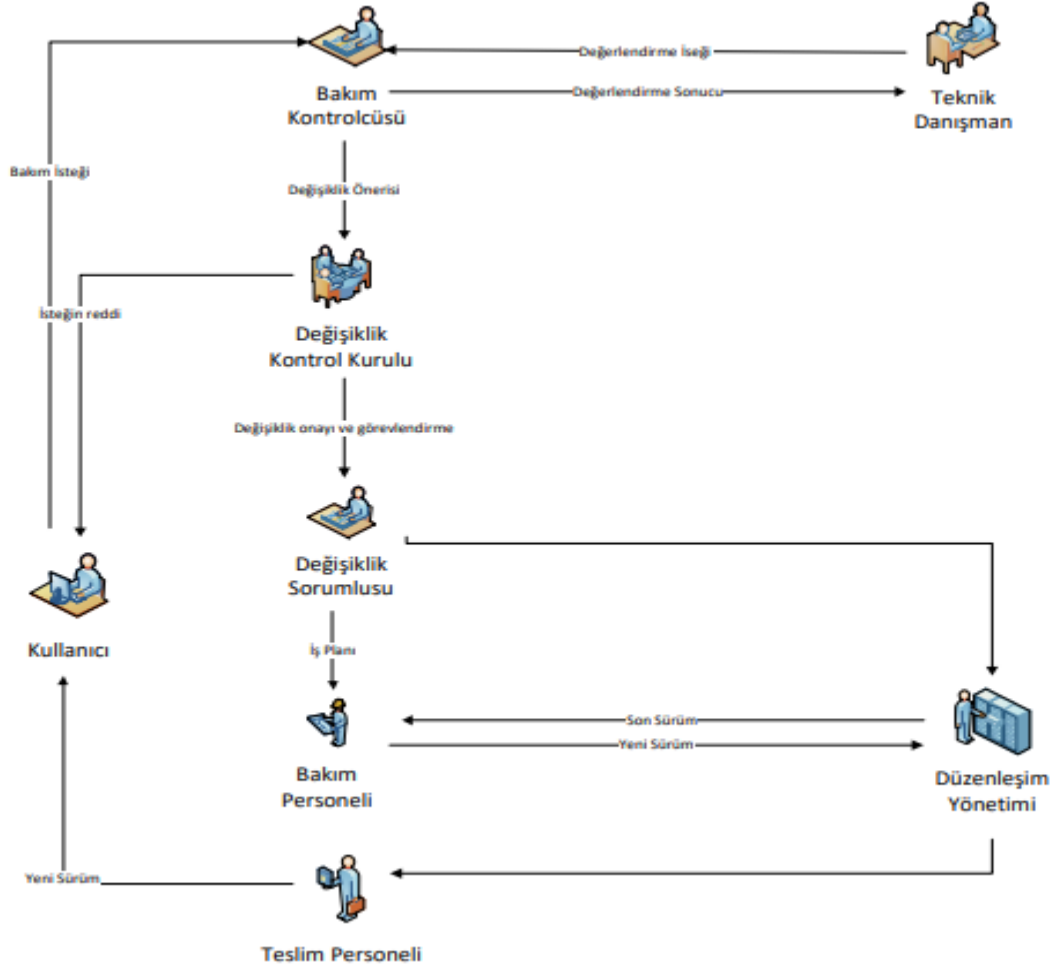 Değerlendirme İseği
Bakım
Kontrolcüsü
Değerlendirme Sonucu
Teknik
Danışman
Bakım İsteği
Değişiklik Önerisi
İsteğin reddi
Değişiklik
Kontrol Kurulu
Değişiklik onayı ve görevlendirme
Değişiklik
Sorumlusu
Kullanıcı
İş Planı
Son Sürüm
Yeni Sürüm
Bakım
Personeli
Düzenleşim
Yönetimi
Yeni Sürüm
Teslim Personeli